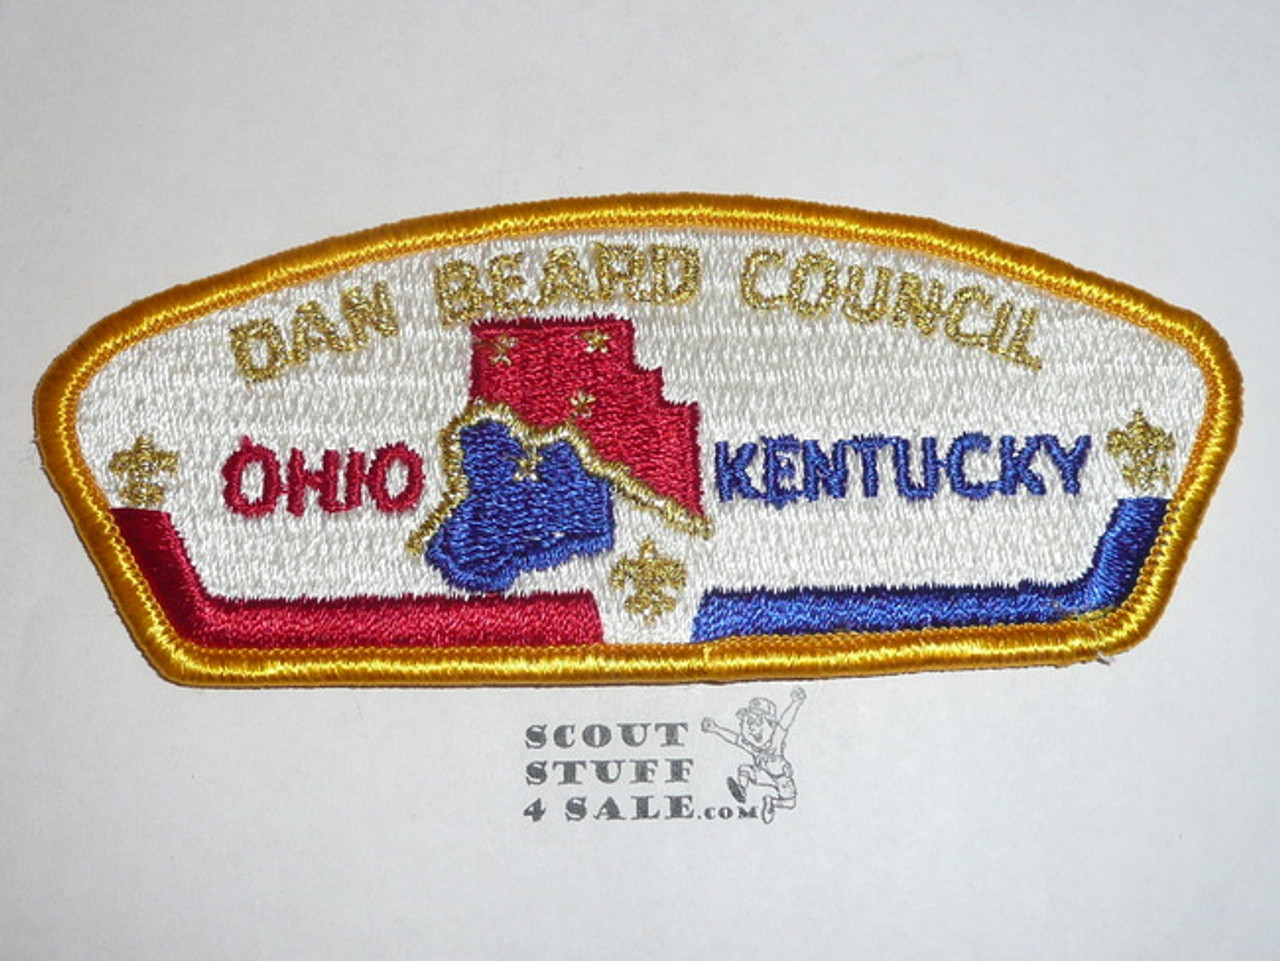 DAN BEARD COUNCIL
OHIO KENTUCKY
SCOUT
STUFF
4 SALE.COM